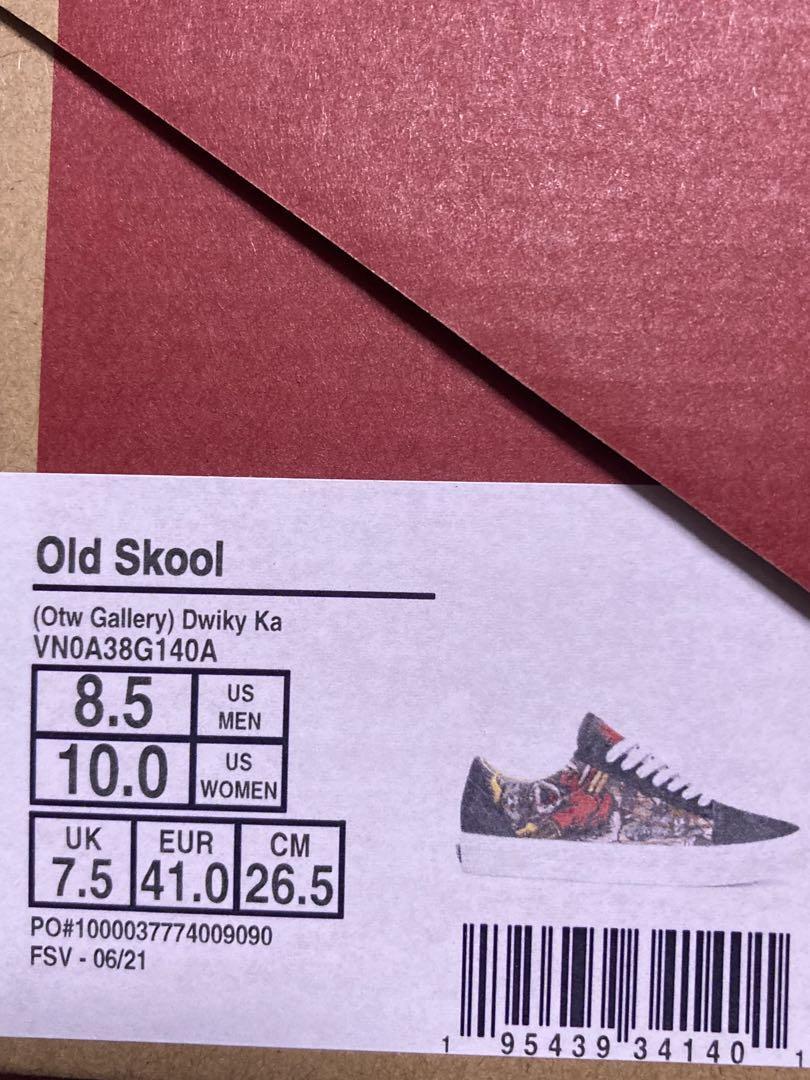 Old Skool
(Otw Gallery) Dwiky Ka
VN0A38G140A
8.5 US MEN
10.0 US WOMEN
UK EUR CM
7.5 41.0 26.5
PO#1000037774009090
FSV - 06/21
1 95439 34140 1